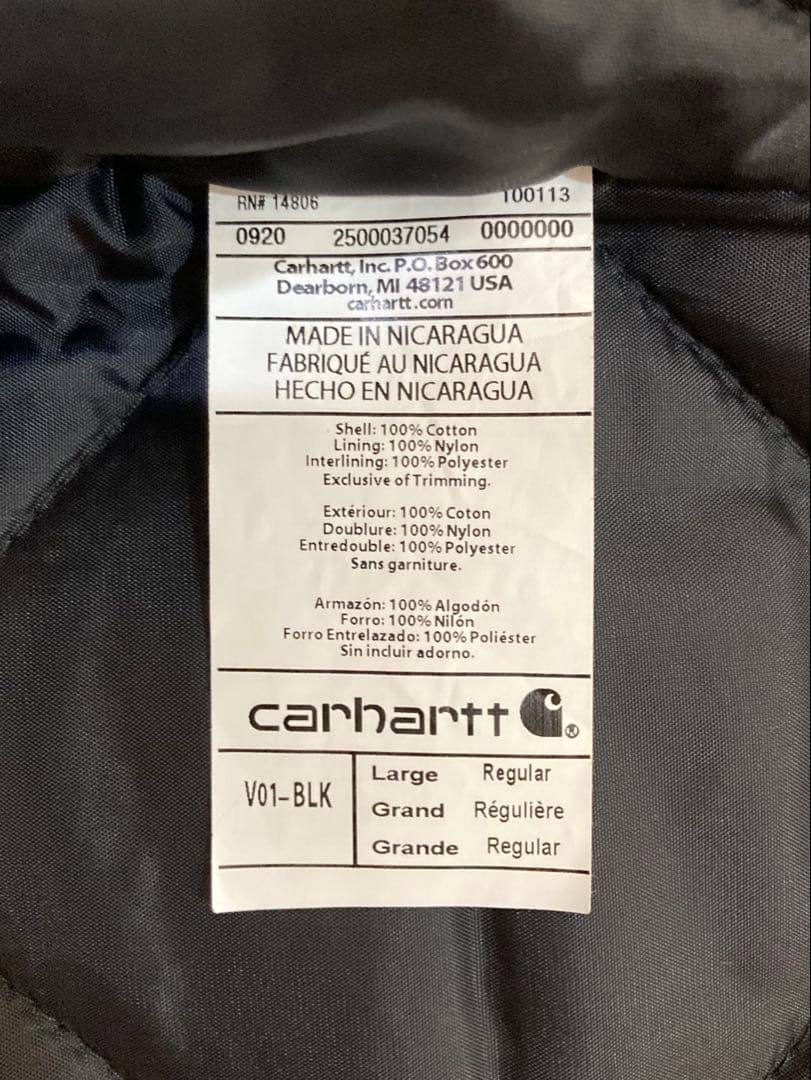 RN# 14806 100113
0920 2500037054 0000000
Carhartt, Inc. P.O. Box 600
Dearborn, MI 48121 USA
carhartt.com
MADE IN NICARAGUA
FABRIQUÉ AU NICARAGUA
HECHO EN NICARAGUA
Shell: 100% Cotton
Lining: 100% Nylon
Interlining: 100% Polyester
Exclusive of Trimming.
Extériour: 100% Coton
Doublure: 100% Nylon
Entredouble: 100% Polyester
Sans garniture.
Armazón: 100% Algodón
Forro: 100% Nilón
Forro Entrelazado: 100% Poliéster
Sin incluir adorno.
carhartt ®
V01-BLK
Large Regular
Grand Régulière
Grande Regular